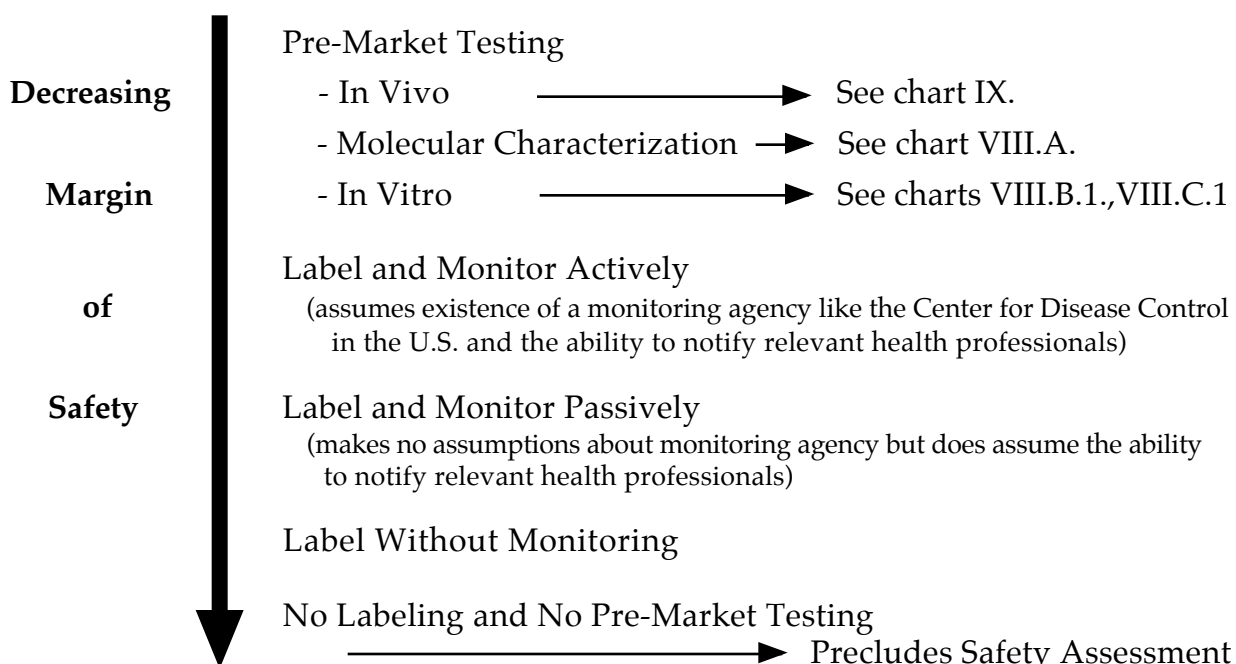 Pre-Market Testing
Decreasing
- In Vivo
See chart IX.
- Molecular Characterization
See chart VIII.A.
Margin
- In Vitro
See charts VIII.B.1.,VIII.C.1
Label and Monitor Actively
of
(assumes existence of a monitoring agency like the Center for Disease Control
in the U.S. and the ability to notify relevant health professionals)
Safety
Label and Monitor Passively
(makes no assumptions about monitoring agency but does assume the ability
to notify relevant health professionals)
Label Without Monitoring
No Labeling and No Pre-Market Testing
Precludes Safety Assessment